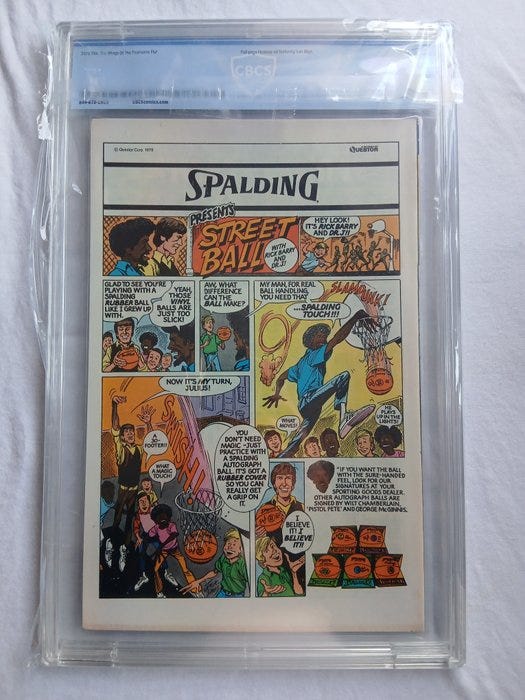 CBCS
CBCScomics.com
© Questor Corp. 1975
QUESTOR
SPALDING
PRESENTS
STREET
BALL
WITH
RICK BARRY
AND
DR.J!
HEY LOOK!
IT'S RICK BARRY
AND DR.J!!
GLAD TO SEE YOU'RE
PLAYING WITH A
SPALDING
RUBBER BALL
LIKE I GREW UP
WITH.
YEAH,
THOSE
VINYL
BALLS ARE
JUST TOO
SLICK!
AW, WHAT
DIFFERENCE
CAN THE
BALL MAKE?
MY MAN, FOR REAL
BALL HANDLING,
YOU NEED THAT
...SPALDING
TOUCH!!!
SLAMDUNK!
WHAT
MOVES!
HE
PLAYS
UP IN THE
LIGHTS!
NOW IT'S MY TURN,
JULIUS!
FOOTER!!
WHAT
A MAGIC
TOUCH!
SWISH!
YOU
DON'T NEED
MAGIC -JUST
PRACTICE WITH
A SPALDING
AUTOGRAPH
BALL. IT'S GOT A
RUBBER COVER
SO YOU CAN
REALLY GET
A GRIP ON
IT.
I
BELIEVE
IT! I
BELIEVE
IT!!
"IF YOU WANT THE BALL
WITH THE SURE-HANDED
FEEL, LOOK FOR OUR
SIGNATURES AT YOUR
SPORTING GOODS DEALER.
OTHER AUTOGRAPH BALLS ARE
SIGNED BY WILT CHAMBERLAIN,
'PISTOL PETE' AND GEORGE McGINNIS.